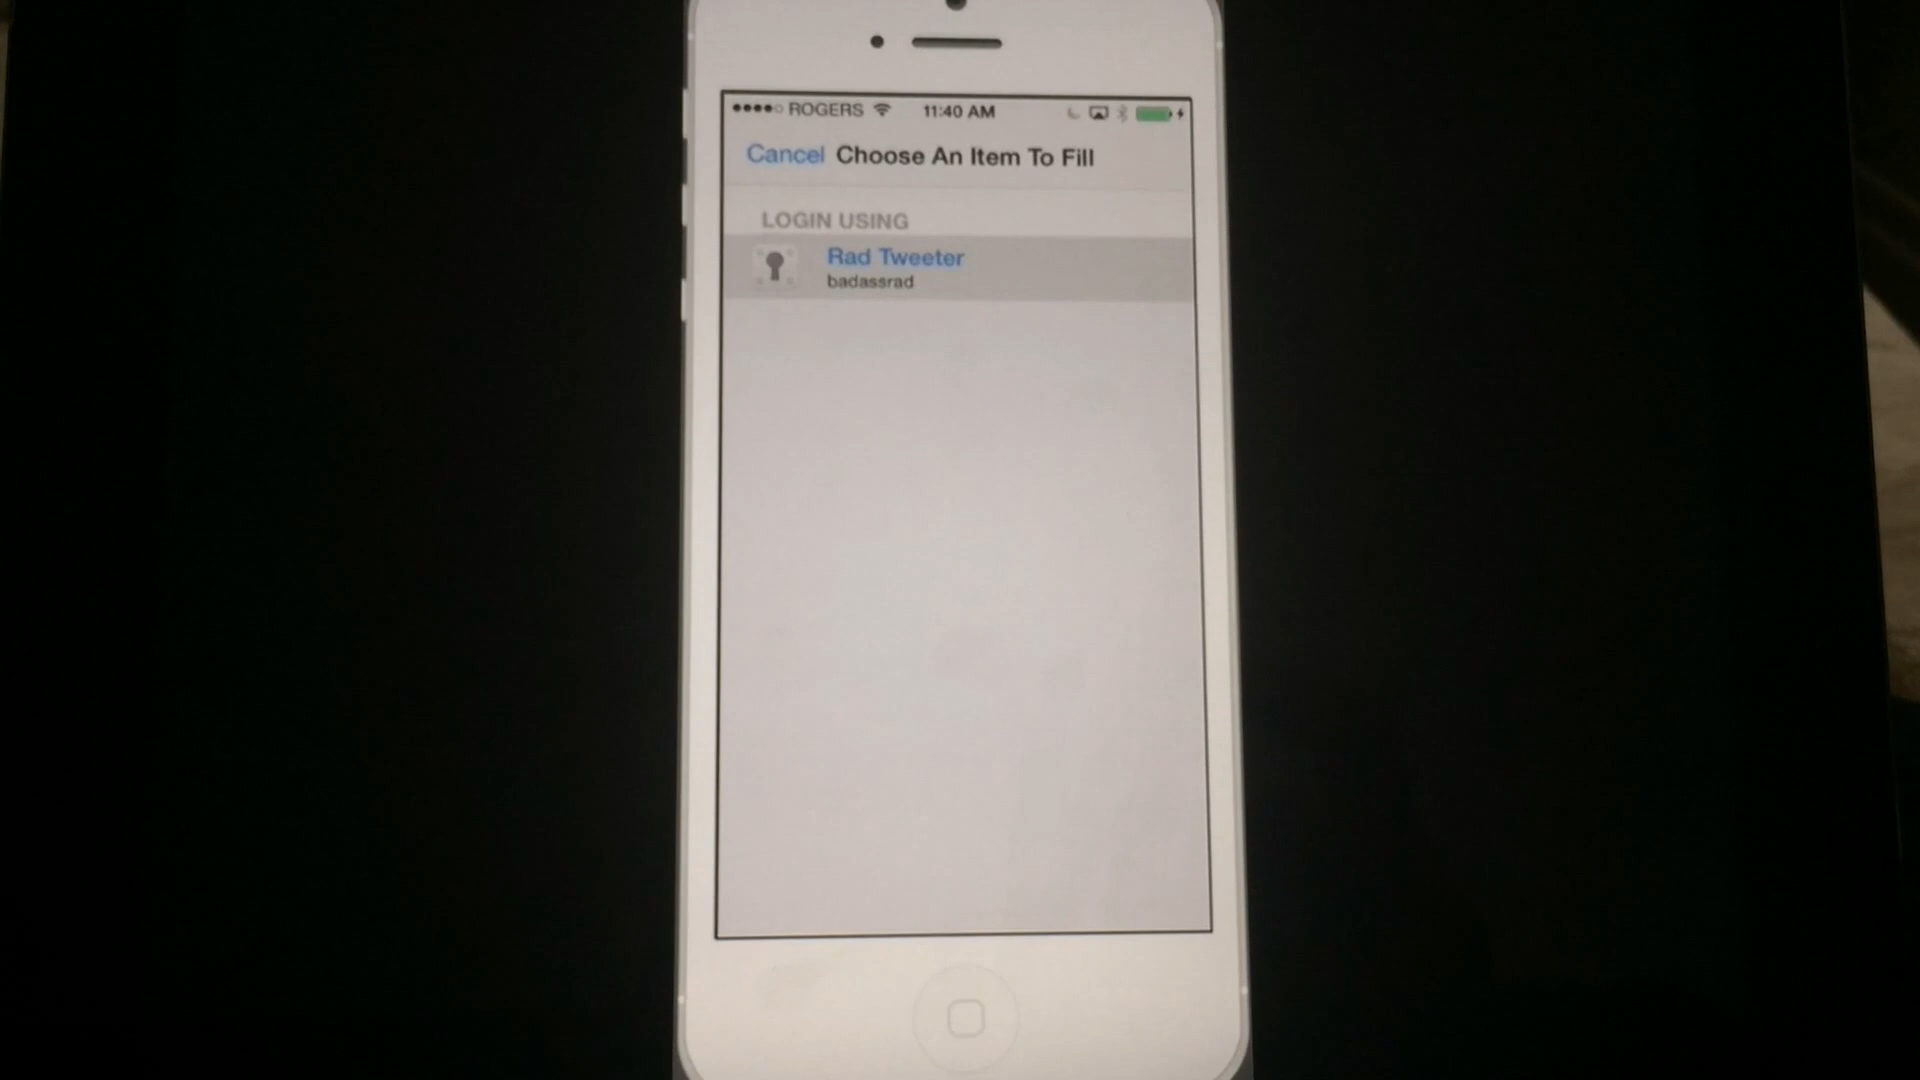 ROGERS 11:40 AM
Cancel Choose An Item To Fill
LOGIN USING
Rad Tweeter
badassrad